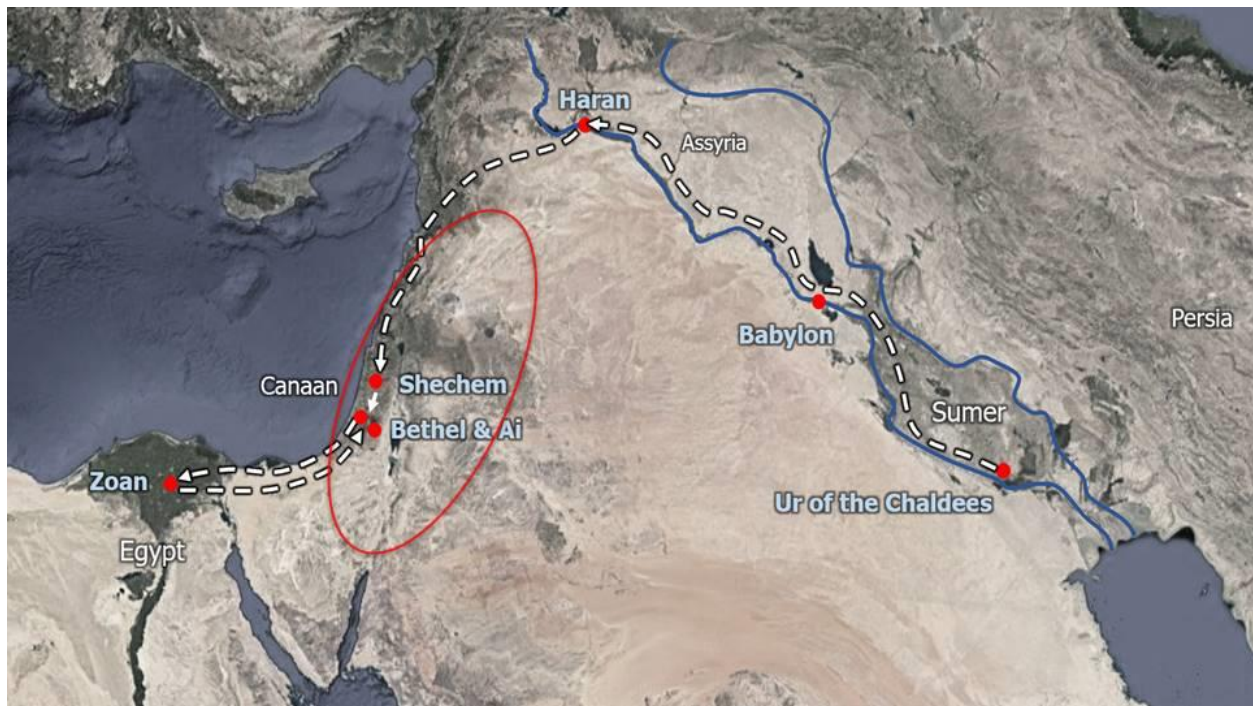 Haran
Assyria
Persia
Babylon
Canaan
Shechem
Sumer
Bethel & Ai
Zoan
Ur of the Chaldees
Egypt